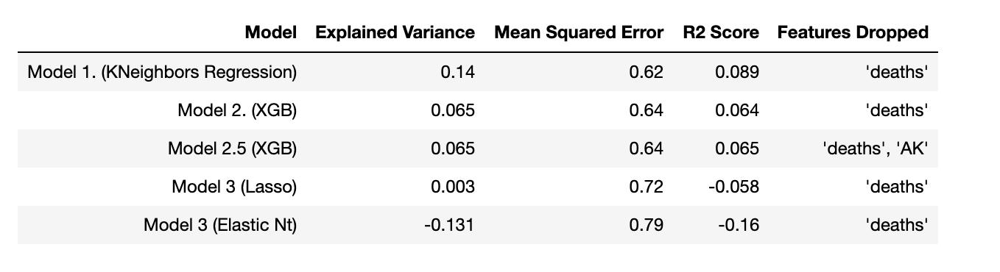 Model Explained Variance Mean Squared Error R2 Score Features Dropped
Model 1. (KNeighbors Regression) 0.14 0.62 0.089 'deaths'
Model 2. (XGB) 0.065 0.64 0.064 'deaths'
Model 2.5 (XGB) 0.065 0.64 0.065 'deaths', 'AK'
Model 3 (Lasso) 0.003 0.72 -0.058 'deaths'
Model 3 (Elastic Nt) -0.131 0.79 -0.16 'deaths'